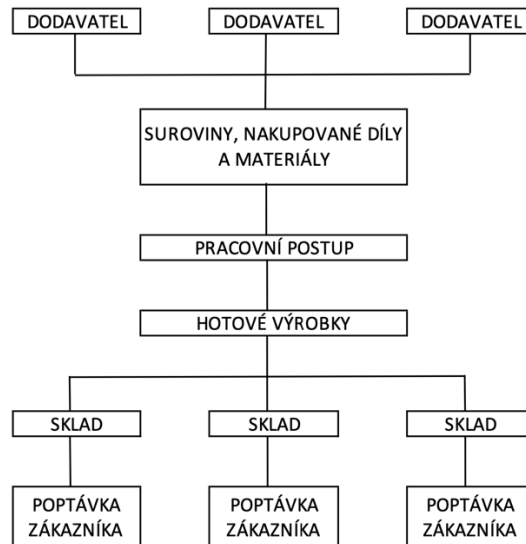 DODAVATEL
DODAVATEL
DODAVATEL
SUROVINY, NAKUPOVANÉ DÍLY
A MATERIÁLY
PRACOVNÍ POSTUP
HOTOVÉ VÝROBKY
SKLAD
SKLAD
SKLAD
POPTÁVKA
ZÁKAZNÍKA
POPTÁVKA
ZÁKAZNÍKA
POPTÁVKA
ZÁKAZNÍKA